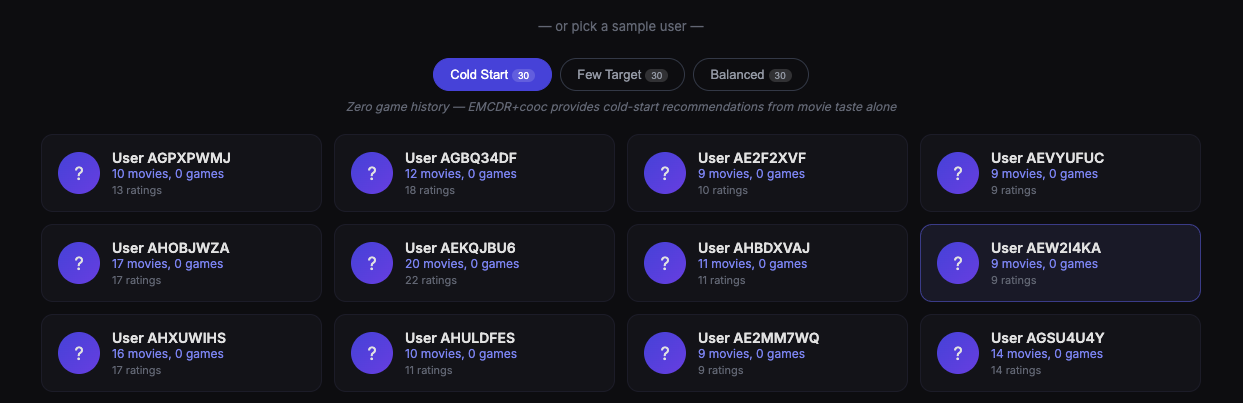 — or pick a sample user —
Cold Start 30 Few Target 30 Balanced 30
Zero game history — EMCDR+cooc provides cold-start recommendations from movie taste alone
? User AGPXPWMJ
10 movies, 0 games
13 ratings
? User AGBQ34DF
12 movies, 0 games
18 ratings
? User AE2F2XVF
9 movies, 0 games
10 ratings
? User AEVYUFUC
9 movies, 0 games
9 ratings
? User AHOBJWZA
17 movies, 0 games
17 ratings
? User AEKQJBU6
20 movies, 0 games
22 ratings
? User AHBDXVAJ
11 movies, 0 games
11 ratings
? User AEW2I4KA
9 movies, 0 games
9 ratings
? User AHXUWIHS
16 movies, 0 games
17 ratings
? User AHULDFES
10 movies, 0 games
11 ratings
? User AE2MM7WQ
9 movies, 0 games
9 ratings
? User AGSU4U4Y
14 movies, 0 games
14 ratings